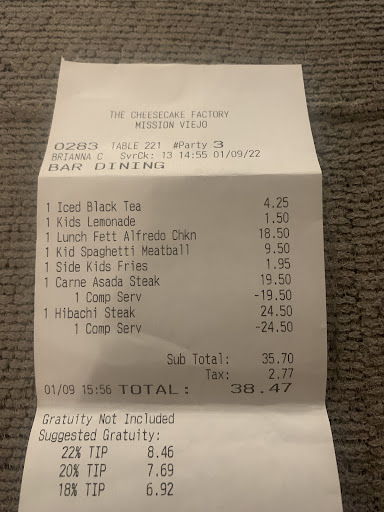 THE CHEESECAKE FACTORY
MISSION VIEJO
0283 TABLE 221 #Party 3
BRIANNA C SvrCk: 13 14:55 01/09/22
BAR DINING
1 Iced Black Tea 4.25
1 Kids Lemonade 1.50
1 Lunch Fett Alfredo Chkn 18.50
1 Kid Spaghetti Meatball 9.50
1 Side Kids Fries 1.95
1 Carne Asada Steak 19.50
1 Comp Serv -19.50
1 Hibachi Steak 24.50
1 Comp Serv -24.50
Sub Total: 35.70
Tax: 2.77
01/09 15:56 TOTAL: 38.47
Gratuity Not Included
Suggested Gratuity:
22% TIP 8.46
20% TIP 7.69
18% TIP 6.92